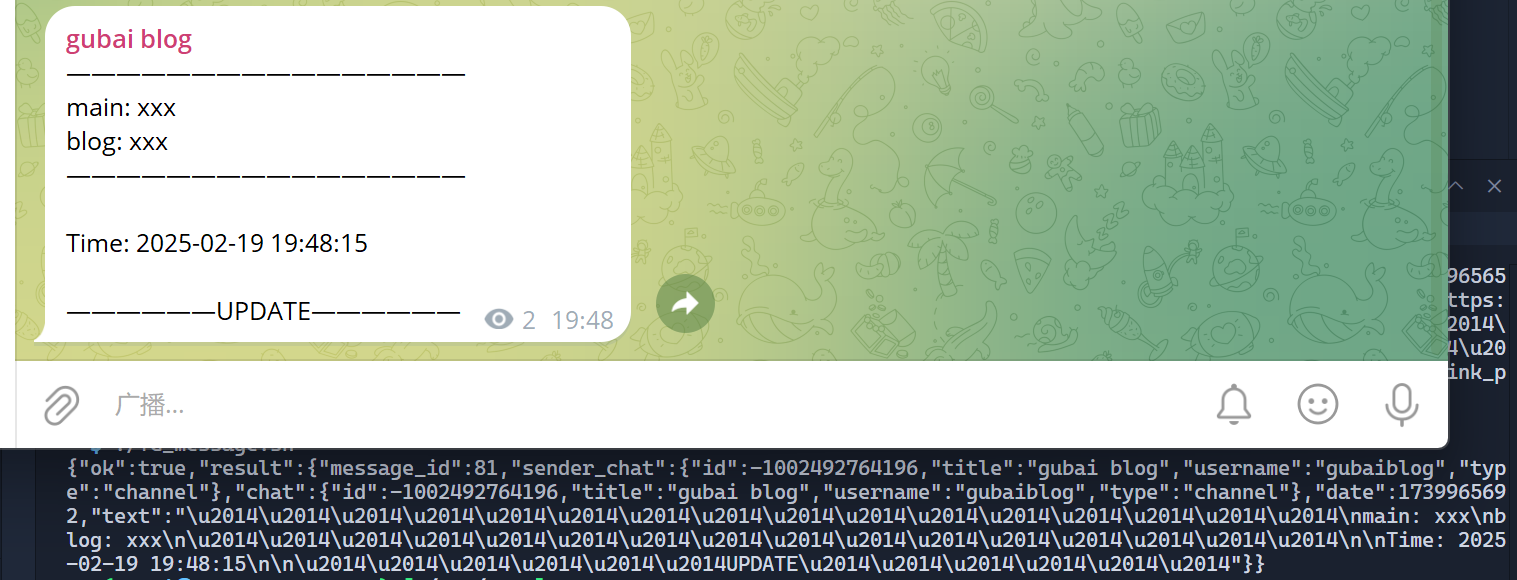 gubai blog
————————————————
main: xxx
blog: xxx
————————————————
Time: 2025-02-19 19:48:15
——————UPDATE——————
2 19:48
广播...
96565
ttps:
2014\
4\u20
ink_p
{"ok":true,"result":{"message_id":81,"sender_chat":{"id":-1002492764196,"title":"gubai blog","username":"gubaiblog","typ
e":"channel"},"chat":{"id":-1002492764196,"title":"gubai blog","username":"gubaiblog","type":"channel"},"date":173996569
2,"text":"\u2014\u2014\u2014\u2014\u2014\u2014\u2014\u2014\u2014\u2014\u2014\u2014\u2014\u2014\u2014\u2014\nmain: xxx\nb
log: xxx\n\u2014\u2014\u2014\u2014\u2014\u2014\u2014\u2014\u2014\u2014\u2014\u2014\u2014\u2014\u2014\u2014\n\nTime: 2025
-02-19 19:48:15\n\n\u2014\u2014\u2014\u2014\u2014\u2014UPDATE\u2014\u2014\u2014\u2014\u2014\u2014"}}